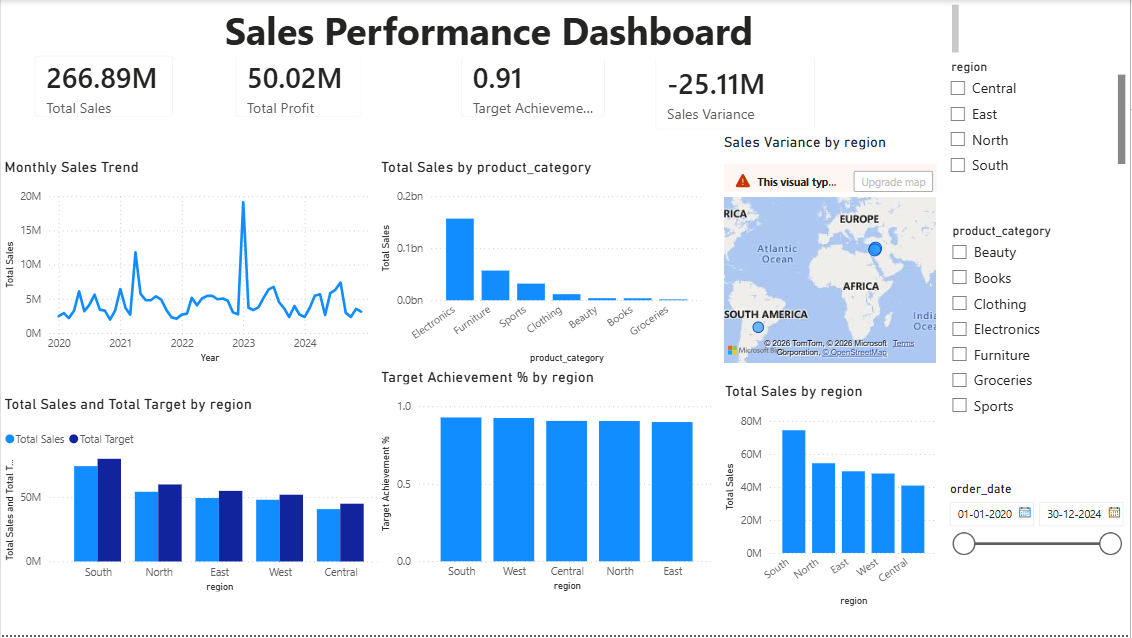 Sales Performance Dashboard
266.89M
Total Sales
50.02M
Total Profit
0.91
Target Achieveme...
-25.11M
Sales Variance
Monthly Sales Trend
Total Sales
20M
15M
10M
5M
0M
2020 2021 2022 2023 2024
Year
Total Sales by product_category
Total Sales
0.2bn
0.1bn
0.0bn
Electronics Furniture Sports Clothing Beauty Books Groceries
product_category
Sales Variance by region
This visual typ...
Upgrade map
RICA
EUROPE
Atlantic
Ocean
AFRICA
SOUTH AMERICA
India
Ocea
© 2026 TomTom, © 2026 Microsoft Terms
Microsoft Corporation, © OpenStreetMap
Total Sales and Total Target by region
Total Sales Total Target
Total Sales and Total T...
50M
0M
South North East West Central
region
Target Achievement % by region
Target Achievement %
1.0
0.5
0.0
South West Central North East
region
Total Sales by region
Total Sales
80M
60M
40M
20M
0M
South North East West Central
region
region
Central
East
North
South
product_category
Beauty
Books
Clothing
Electronics
Furniture
Groceries
Sports
order_date
01-01-2020 30-12-2024